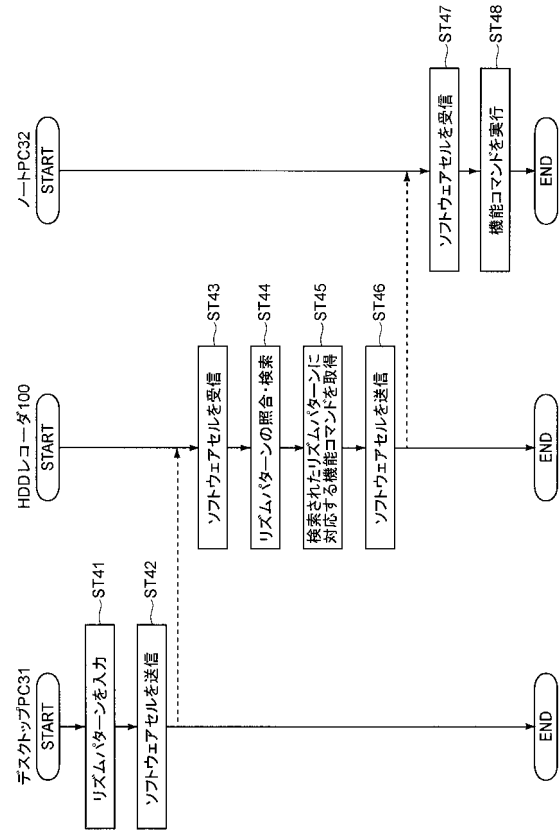 デスクトップPC31
START
リズムパターンを入力
ST41
ソフトウェアセルを送信
ST42
END
HDDレコーダ100
START
ソフトウェアセルを受信
ST43
リズムパターンの照合・検索
ST44
検索されたリズムパターンに
対応する機能コマンドを取得
ST45
ソフトウェアセルを送信
ST46
END
ノートPC32
START
ソフトウェアセルを受信
ST47
機能コマンドを実行
ST48
END